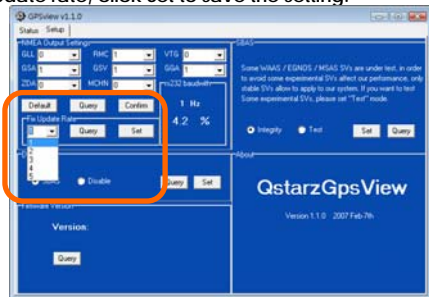 update rate, Click Set to save the setting.
GPSview v1.1.0
Status Setup
NMEA Output Settings
GLL 0 RMC 1 VTG 0
GSA 1 GSV 1 GGA 1
ZDA 0 MCHN 0
rs232 bandwith
Default Query Confirm
1 Hz
4.2 %
Fix Update Rate
Query Set
1
2
3
4
5
Disable
Query Set
Firmware Version
Version:
Query
SBAS
Some WAAS / EGNOS / MSAS SVs are under test, in order
to avoid some experimental SVs affect our performance, only
stable SVs allow to apply to our system. If you want to test
Some experimental SVs, please set "Test" mode.
Integrity Test Set Query
About
QstarzGpsView
Version 1.1.0 2007 Feb-7th